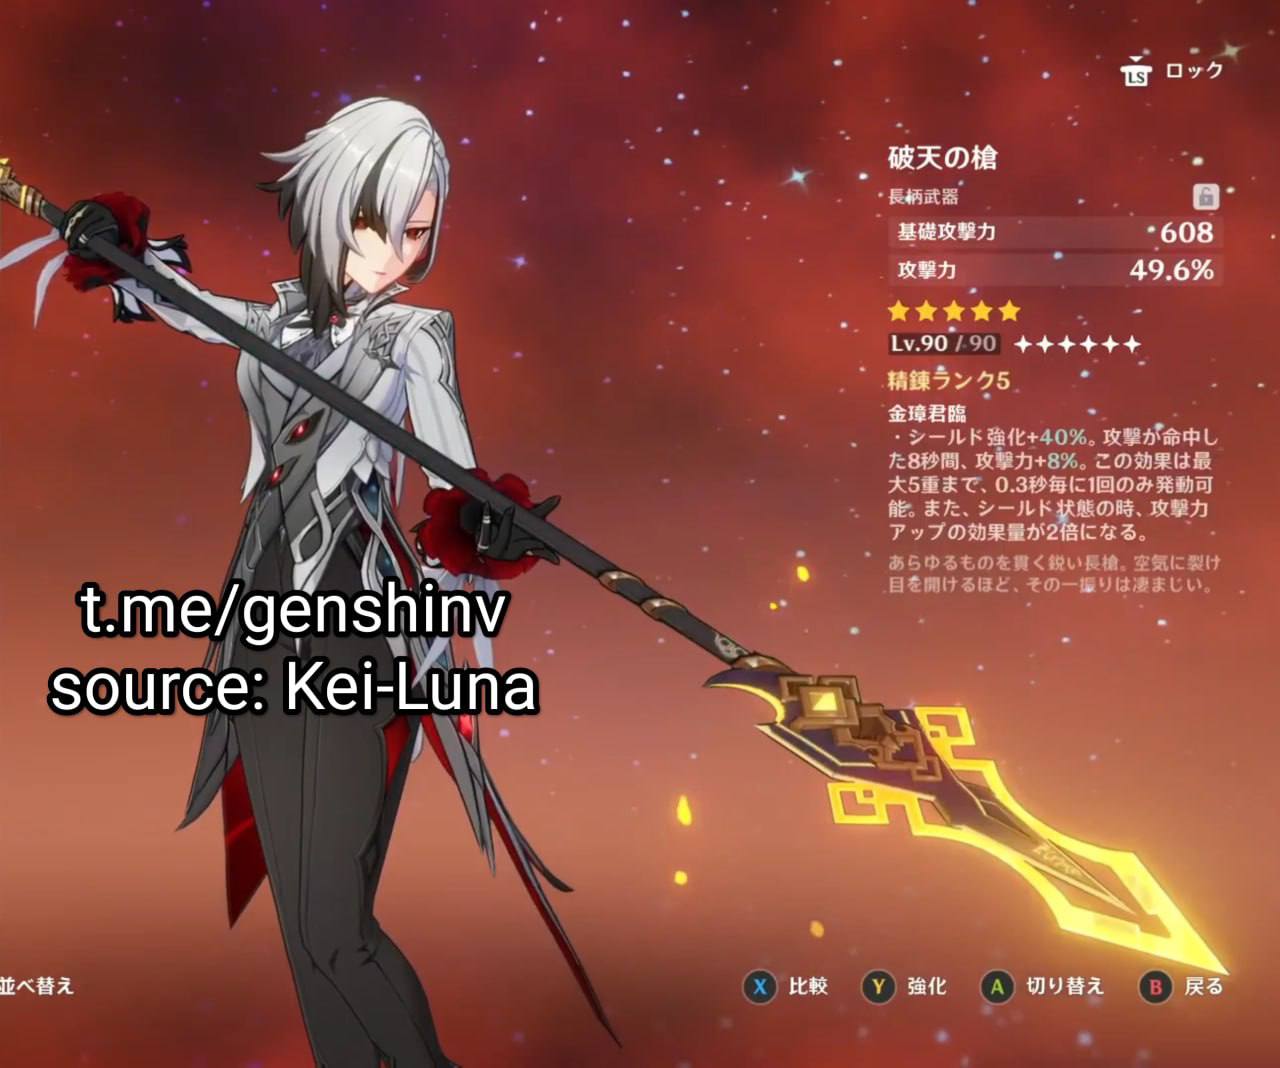 LS ロック
破天の槍
長柄武器
基礎攻撃力 608
攻撃力 49.6%
Lv.90 / 90
精錬ランク5
金璋君臨
・シールド強化+40%。攻撃が命中し
た8秒間、攻撃力+8%。この効果は最
大5重まで、0.3秒毎に1回のみ発動可
能。また、シールド状態の時、攻撃力
アップの効果量が2倍になる。
あらゆるものを貫く鋭い長槍。空気に裂け
目を開けるほど、その一振りは凄まじい。
t.me/genshinv
source: Kei-Luna
並べ替え X 比較 Y 強化 A 切り替え B 戻る